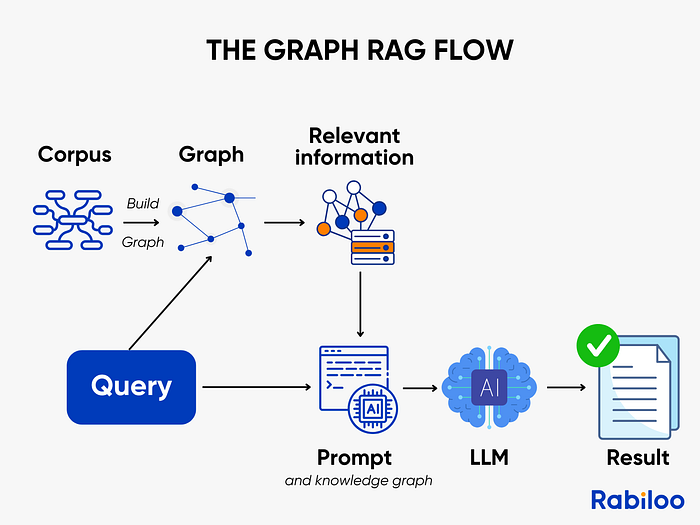 THE GRAPH RAG FLOW
Relevant
information
Corpus
Graph
Build
Graph
Query
AI
AI
Prompt
and knowledge graph
LLM
Result
Rabiloo